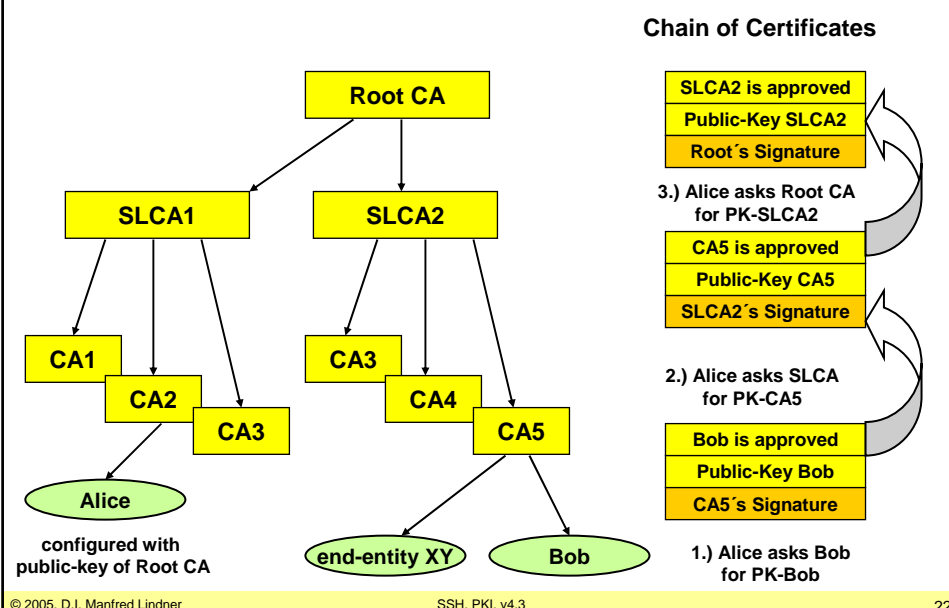 Chain of Certificates
Root CA
SLCA1
SLCA2
CA1
CA2
CA3
CA3
CA4
CA5
Alice
configured with
public-key of Root CA
end-entity XY
Bob
SLCA2 is approved
Public-Key SLCA2
Root´s Signature
3.) Alice asks Root CA
for PK-SLCA2
CA5 is approved
Public-Key CA5
SLCA2´s Signature
2.) Alice asks SLCA
for PK-CA5
Bob is approved
Public-Key Bob
CA5´s Signature
1.) Alice asks Bob
for PK-Bob
© 2005, D.I. Manfred Lindner
SSH, PKI, v4.3
22